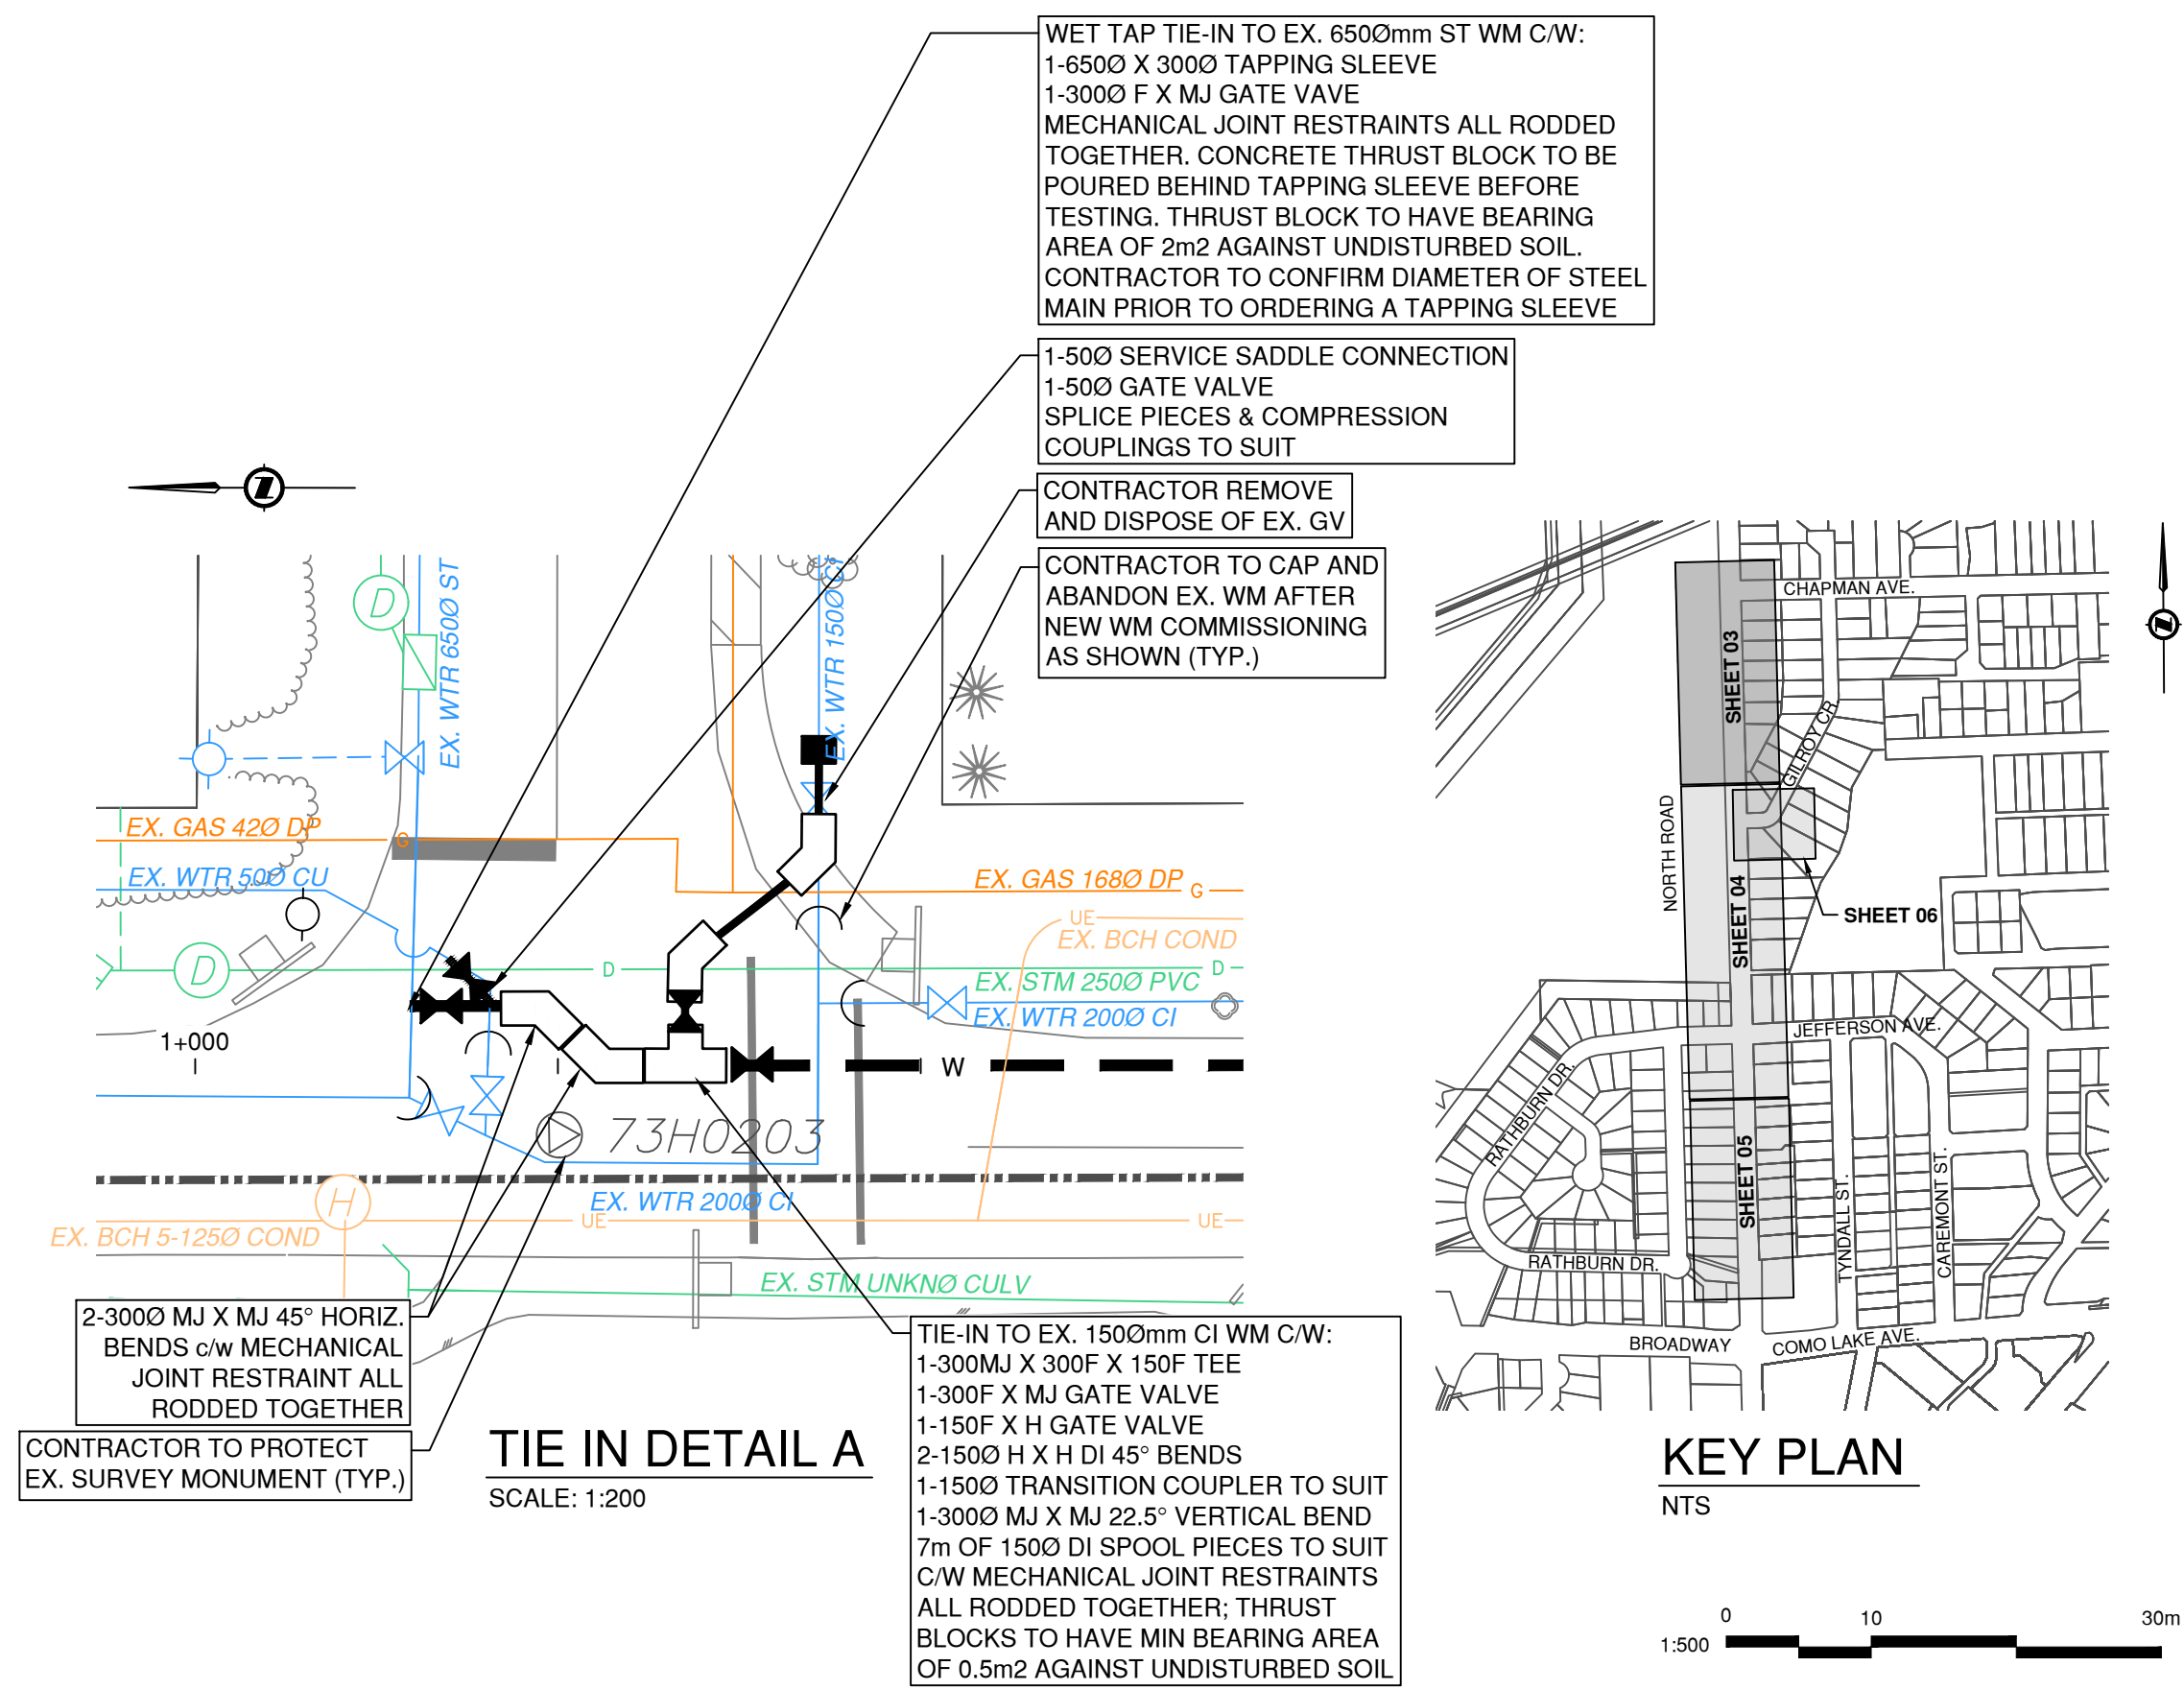 WET TAP TIE-IN TO EX. 650Ømm ST WM C/W:
1-650Ø X 300Ø TAPPING SLEEVE
1-300Ø F X MJ GATE VAVE
MECHANICAL JOINT RESTRAINTS ALL RODDED
TOGETHER. CONCRETE THRUST BLOCK TO BE
POURED BEHIND TAPPING SLEEVE BEFORE
TESTING. THRUST BLOCK TO HAVE BEARING
AREA OF 2m2 AGAINST UNDISTURBED SOIL.
CONTRACTOR TO CONFIRM DIAMETER OF STEEL
MAIN PRIOR TO ORDERING A TAPPING SLEEVE
1-50Ø SERVICE SADDLE CONNECTION
1-50Ø GATE VALVE
SPLICE PIECES & COMPRESSION
COUPLINGS TO SUIT
CONTRACTOR REMOVE
AND DISPOSE OF EX. GV
CONTRACTOR TO CAP AND
ABANDON EX. WM AFTER
NEW WM COMMISSIONING
AS SHOWN (TYP.)
Z
D
EX. WTR 650Ø ST
EX. WTR 150Ø CI
EX. GAS 42Ø DP
G
EX. WTR 50Ø CU
EX. GAS 168Ø DP
G
UE
EX. BCH COND
D
D
D
EX. STM 250Ø PVC
EX. WTR 200Ø CI
1+000
W
73H0203
H
EX. WTR 200Ø CI
UE
UE
EX. BCH 5-125Ø COND
EX. STM UNKNØ CULV
2-300Ø MJ X MJ 45° HORIZ.
BENDS c/w MECHANICAL
JOINT RESTRAINT ALL
RODDED TOGETHER
CONTRACTOR TO PROTECT
EX. SURVEY MONUMENT (TYP.)
TIE IN DETAIL A
SCALE: 1:200
TIE-IN TO EX. 150Ømm CI WM C/W:
1-300MJ X 300F X 150F TEE
1-300F X MJ GATE VALVE
1-150F X H GATE VALVE
2-150Ø H X H DI 45° BENDS
1-150Ø TRANSITION COUPLER TO SUIT
1-300Ø MJ X MJ 22.5° VERTICAL BEND
7m OF 150Ø DI SPOOL PIECES TO SUIT
C/W MECHANICAL JOINT RESTRAINTS
ALL RODDED TOGETHER; THRUST
BLOCKS TO HAVE MIN BEARING AREA
OF 0.5m2 AGAINST UNDISTURBED SOIL
Z
CHAPMAN AVE.
SHEET 03
GILROY CR.
NORTH ROAD
SHEET 04
SHEET 06
JEFFERSON AVE.
RATHBURN DR.
SHEET 05
TYNDALL ST.
CAREMONT ST.
RATHBURN DR.
BROADWAY
COMO LAKE AVE.
KEY PLAN
NTS
0 10 30m
1:500